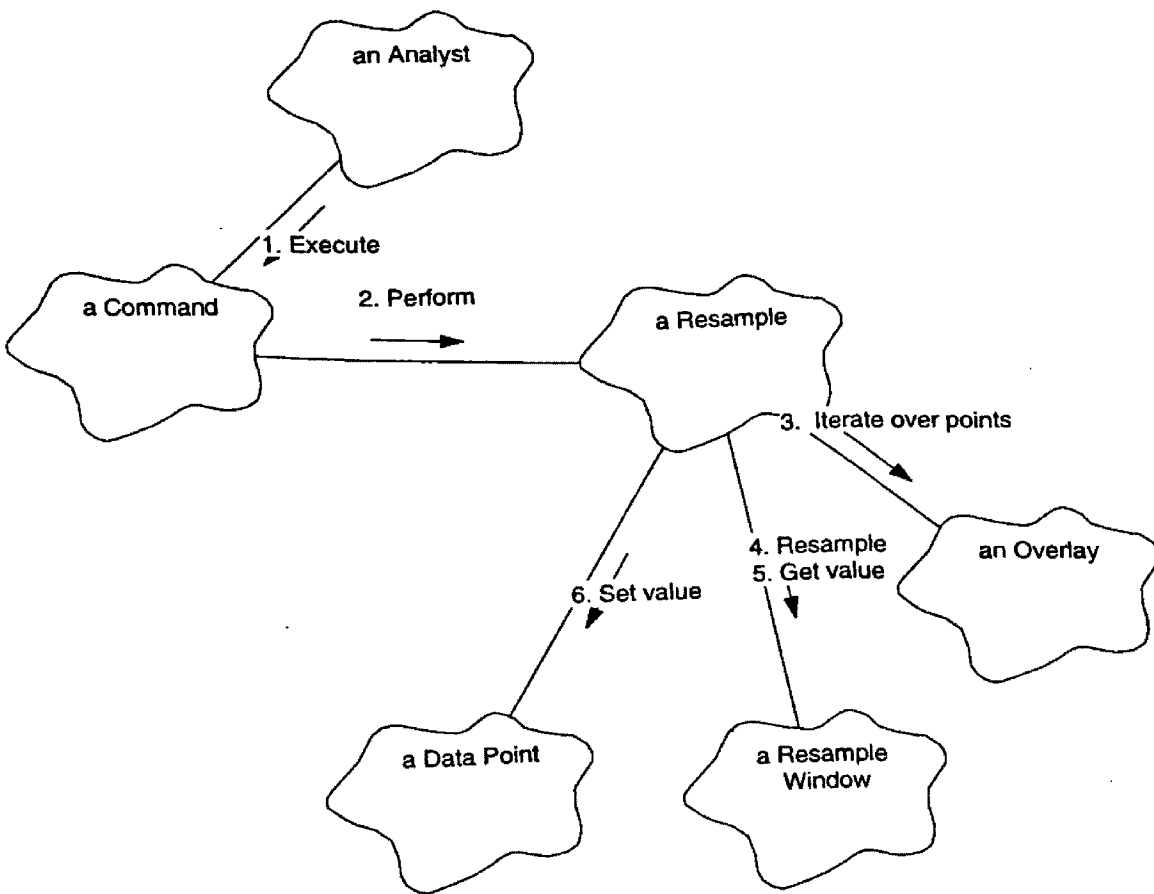 an Analyst
1. Execute
a Command
2. Perform
a Resample
3. Iterate over points
4. Resample
5. Get value
an Overlay
6. Set value
a Data Point
a Resample
Window